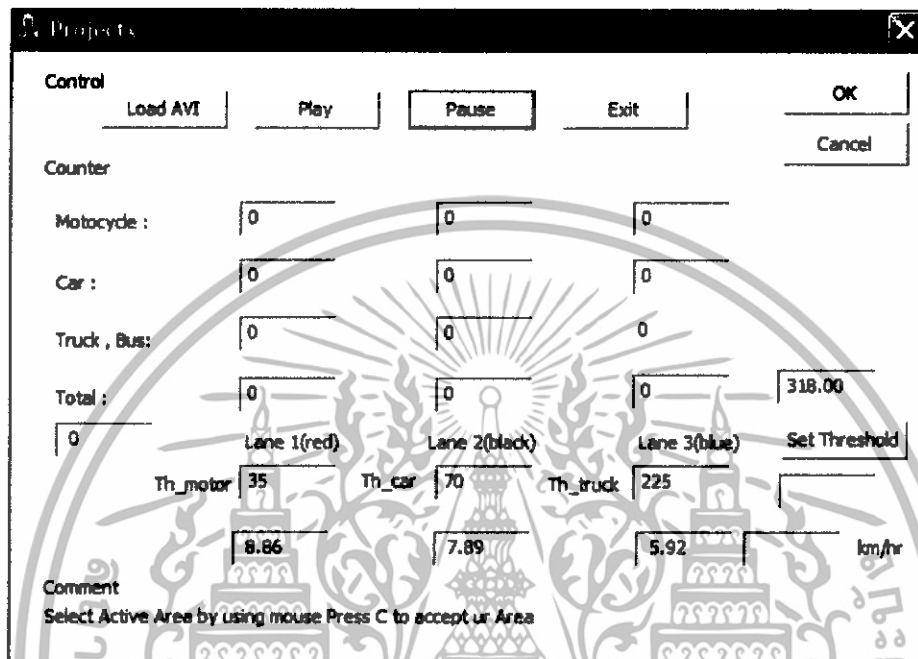 Projects
Control
Load AVI Play Pause Exit OK
Cancel
Counter
Motocycle : 0 0 0
Car : 0 0 0
Truck , Bus: 0 0 0
Total : 0 0 0 318.00
0 Lane 1(red) Lane 2(black) Lane 3(blue) Set Threshold
Th_motor 35 Th_car 70 Th_truck 225
8.86 7.89 5.92 km/hr
Comment
Select Active Area by using mouse Press C to accept ur Area